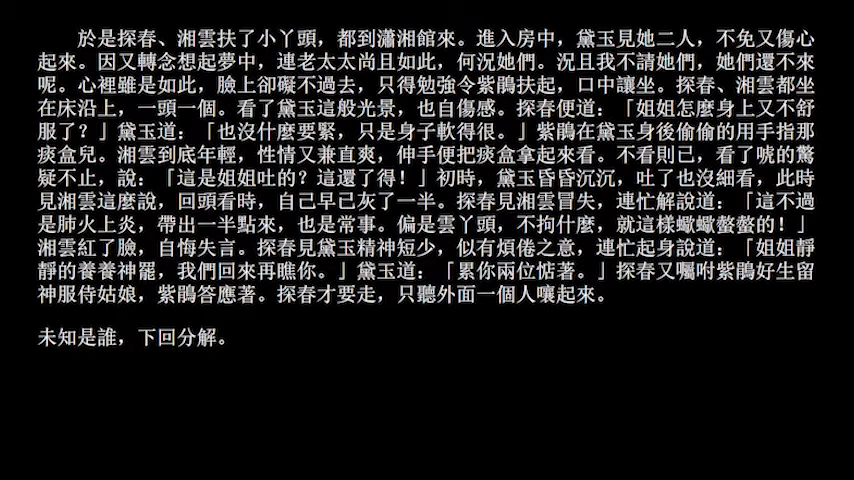 於是探春、湘雲扶了小丫頭，都到瀟湘館來。進入房中，黛玉見她二人，不免又傷心
起來。因又轉念想起夢中，連老太太尚且如此，何況她們。況且我不請她們，她們還不來
呢。心裡雖是如此，臉上卻礙不過去，只得勉強令紫鵑扶起，口中讓坐。探春、湘雲都坐
在床沿上，一頭一個。看了黛玉這般光景，也自傷感。探春便道：「姐姐怎麼身上又不舒
服了？」黛玉道：「也沒什麼要緊，只是身子軟得很。」紫鵑在黛玉身後偷偷的用手指那
痰盒兒。湘雲到底年輕，性情又兼直爽，伸手便把痰盒拿起來看。不看則已，看了唬的驚
疑不止，說：「這是姐姐吐的？這還了得！」初時，黛玉昏昏沉沉，吐了也沒細看，此時
見湘雲這麼說，回頭看時，自己早已灰了一半。探春見湘雲冒失，連忙解說道：「這不過
是肺火上炎，帶出一半點來，也是常事。偏是雲丫頭，不拘什麼，就這樣蠍蠍螫螫的！」
湘雲紅了臉，自悔失言。探春見黛玉精神短少，似有煩倦之意，連忙起身說道：「姐姐靜
靜的養養神罷，我們回來再瞧你。」黛玉道：「累你兩位惦著。」探春又囑咐紫鵑好生留
神服侍姑娘，紫鵑答應著。探春才要走，只聽外面一個人嚷起來。
未知是誰，下回分解。